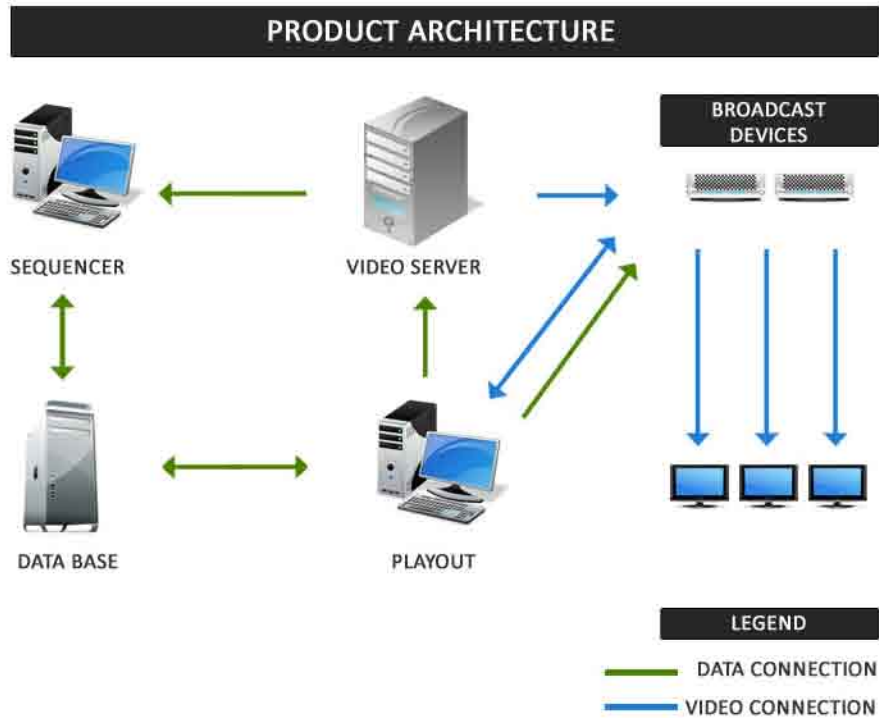 PRODUCT ARCHITECTURE
BROADCAST
DEVICES
SEQUENCER
VIDEO SERVER
DATA BASE
PLAYOUT
LEGEND
DATA CONNECTION
VIDEO CONNECTION